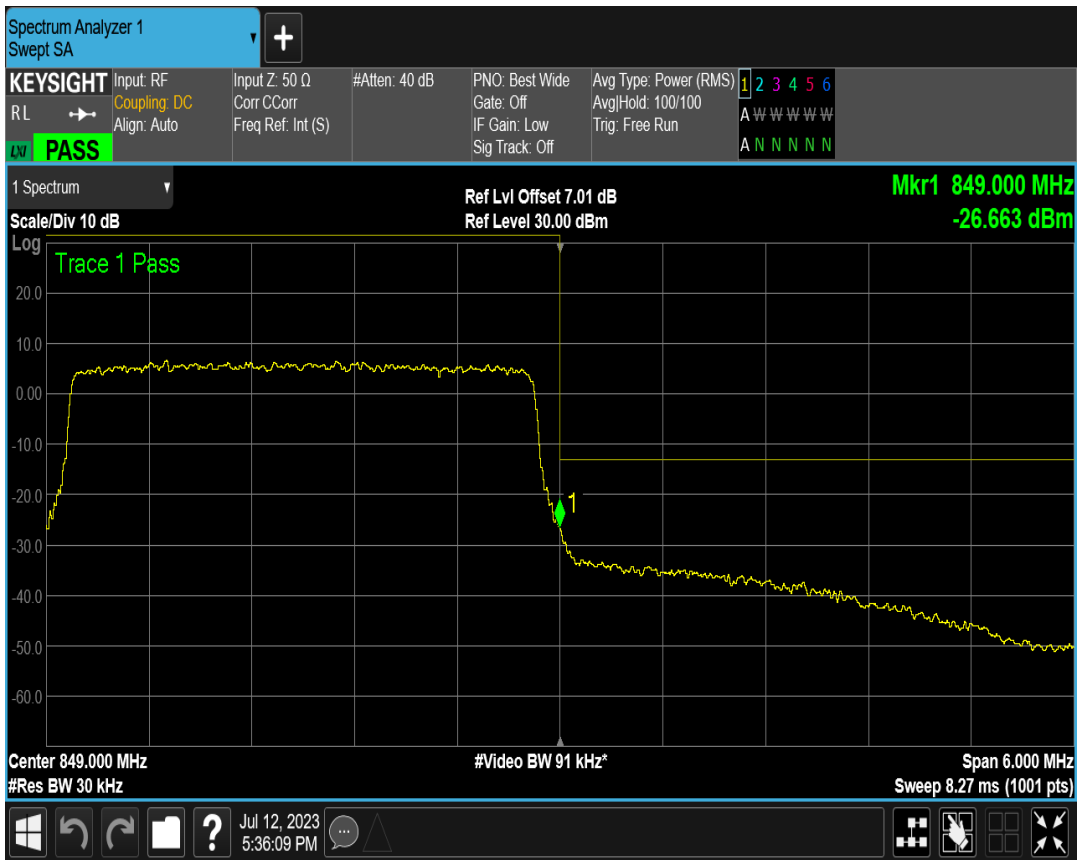 Spectrum Analyzer 1
Swept SA
+
KEYSIGHT
RL
LXI PASS
Input: RF
Coupling: DC
Align: Auto
Input Z: 50 Ω
Corr CCorr
Freq Ref: Int (S)
#Atten: 40 dB
PNO: Best Wide
Gate: Off
IF Gain: Low
Sig Track: Off
Avg Type: Power (RMS)
Avg|Hold: 100/100
Trig: Free Run
1 2 3 4 5 6
A W W W W W
A N N N N N
1 Spectrum
Scale/Div 10 dB
Ref Lvl Offset 7.01 dB
Ref Level 30.00 dBm
Mkr1 849.000 MHz
-26.663 dBm
Log
Trace 1 Pass
20.0
10.0
0.00
-10.0
-20.0
1
-30.0
-40.0
-50.0
-60.0
Center 849.000 MHz
#Video BW 91 kHz*
Span 6.000 MHz
#Res BW 30 kHz
Sweep 8.27 ms (1001 pts)
?
Jul 12, 2023
5:36:09 PM